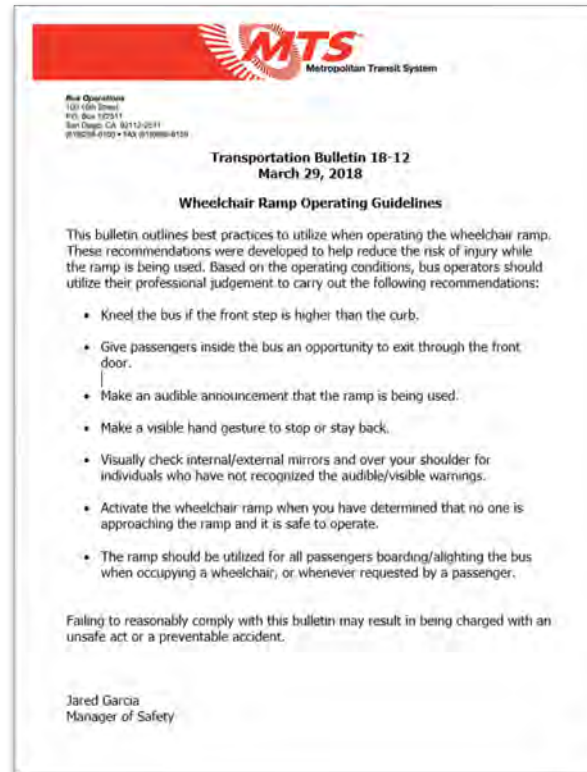 MTS
Metropolitan Transit System
Bus Operations
100 16th Street
P.O. Box
San Diego, CA 92112-2511
FAX
Transportation Bulletin 18-12
March 29, 2018
Wheelchair Ramp Operating Guidelines
This bulletin outlines best practices to utilize when operating the wheelchair ramp.
These recommendations were developed to help reduce the risk of injury while
the ramp is being used. Based on the operating conditions, bus operators should
utilize their professional judgement to carry out the following recommendations:
• Kneel the bus if the front step is higher than the curb.
• Give passengers inside the bus an opportunity to exit through the front
door.
• Make an audible announcement that the ramp is being used.
• Make a visible hand gesture to stop or stay back.
• Visually check internal/external mirrors and over your shoulder for
individuals who have not recognized the audible/visible warnings.
• Activate the wheelchair ramp when you have determined that no one is
approaching the ramp and it is safe to operate.
• The ramp should be utilized for all passengers boarding/alighting the bus
when occupying a wheelchair, or whenever requested by a passenger.
Failing to reasonably comply with this bulletin may result in being charged with an
unsafe act or a preventable accident.
Jared Garcia
Manager of Safety